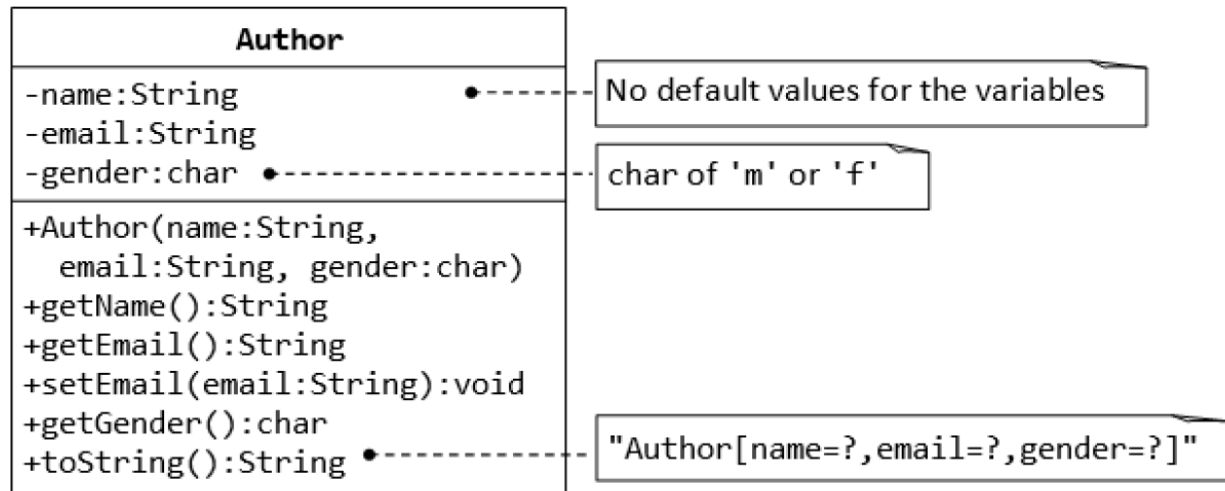 Author
-name:String
No default values for the variables
-email:String
-gender:char
char of 'm' or 'f'
+Author(name:String,
email:String, gender:char)
+getName():String
+getEmail():String
+setEmail(email:String):void
+getGender():char
+toString():String
"Author[name=?,email=?,gender=?]"